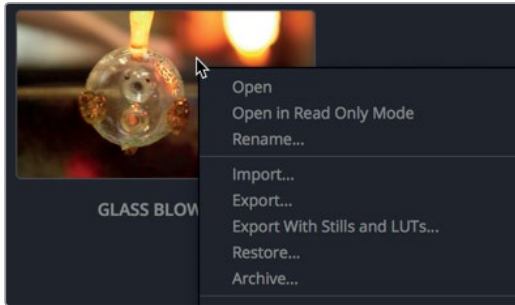 Open
Open in Read Only Mode
Rename...
Import...
GLASS BLOW
Export...
Export With Stills and LUTs...
Restore...
Archive...